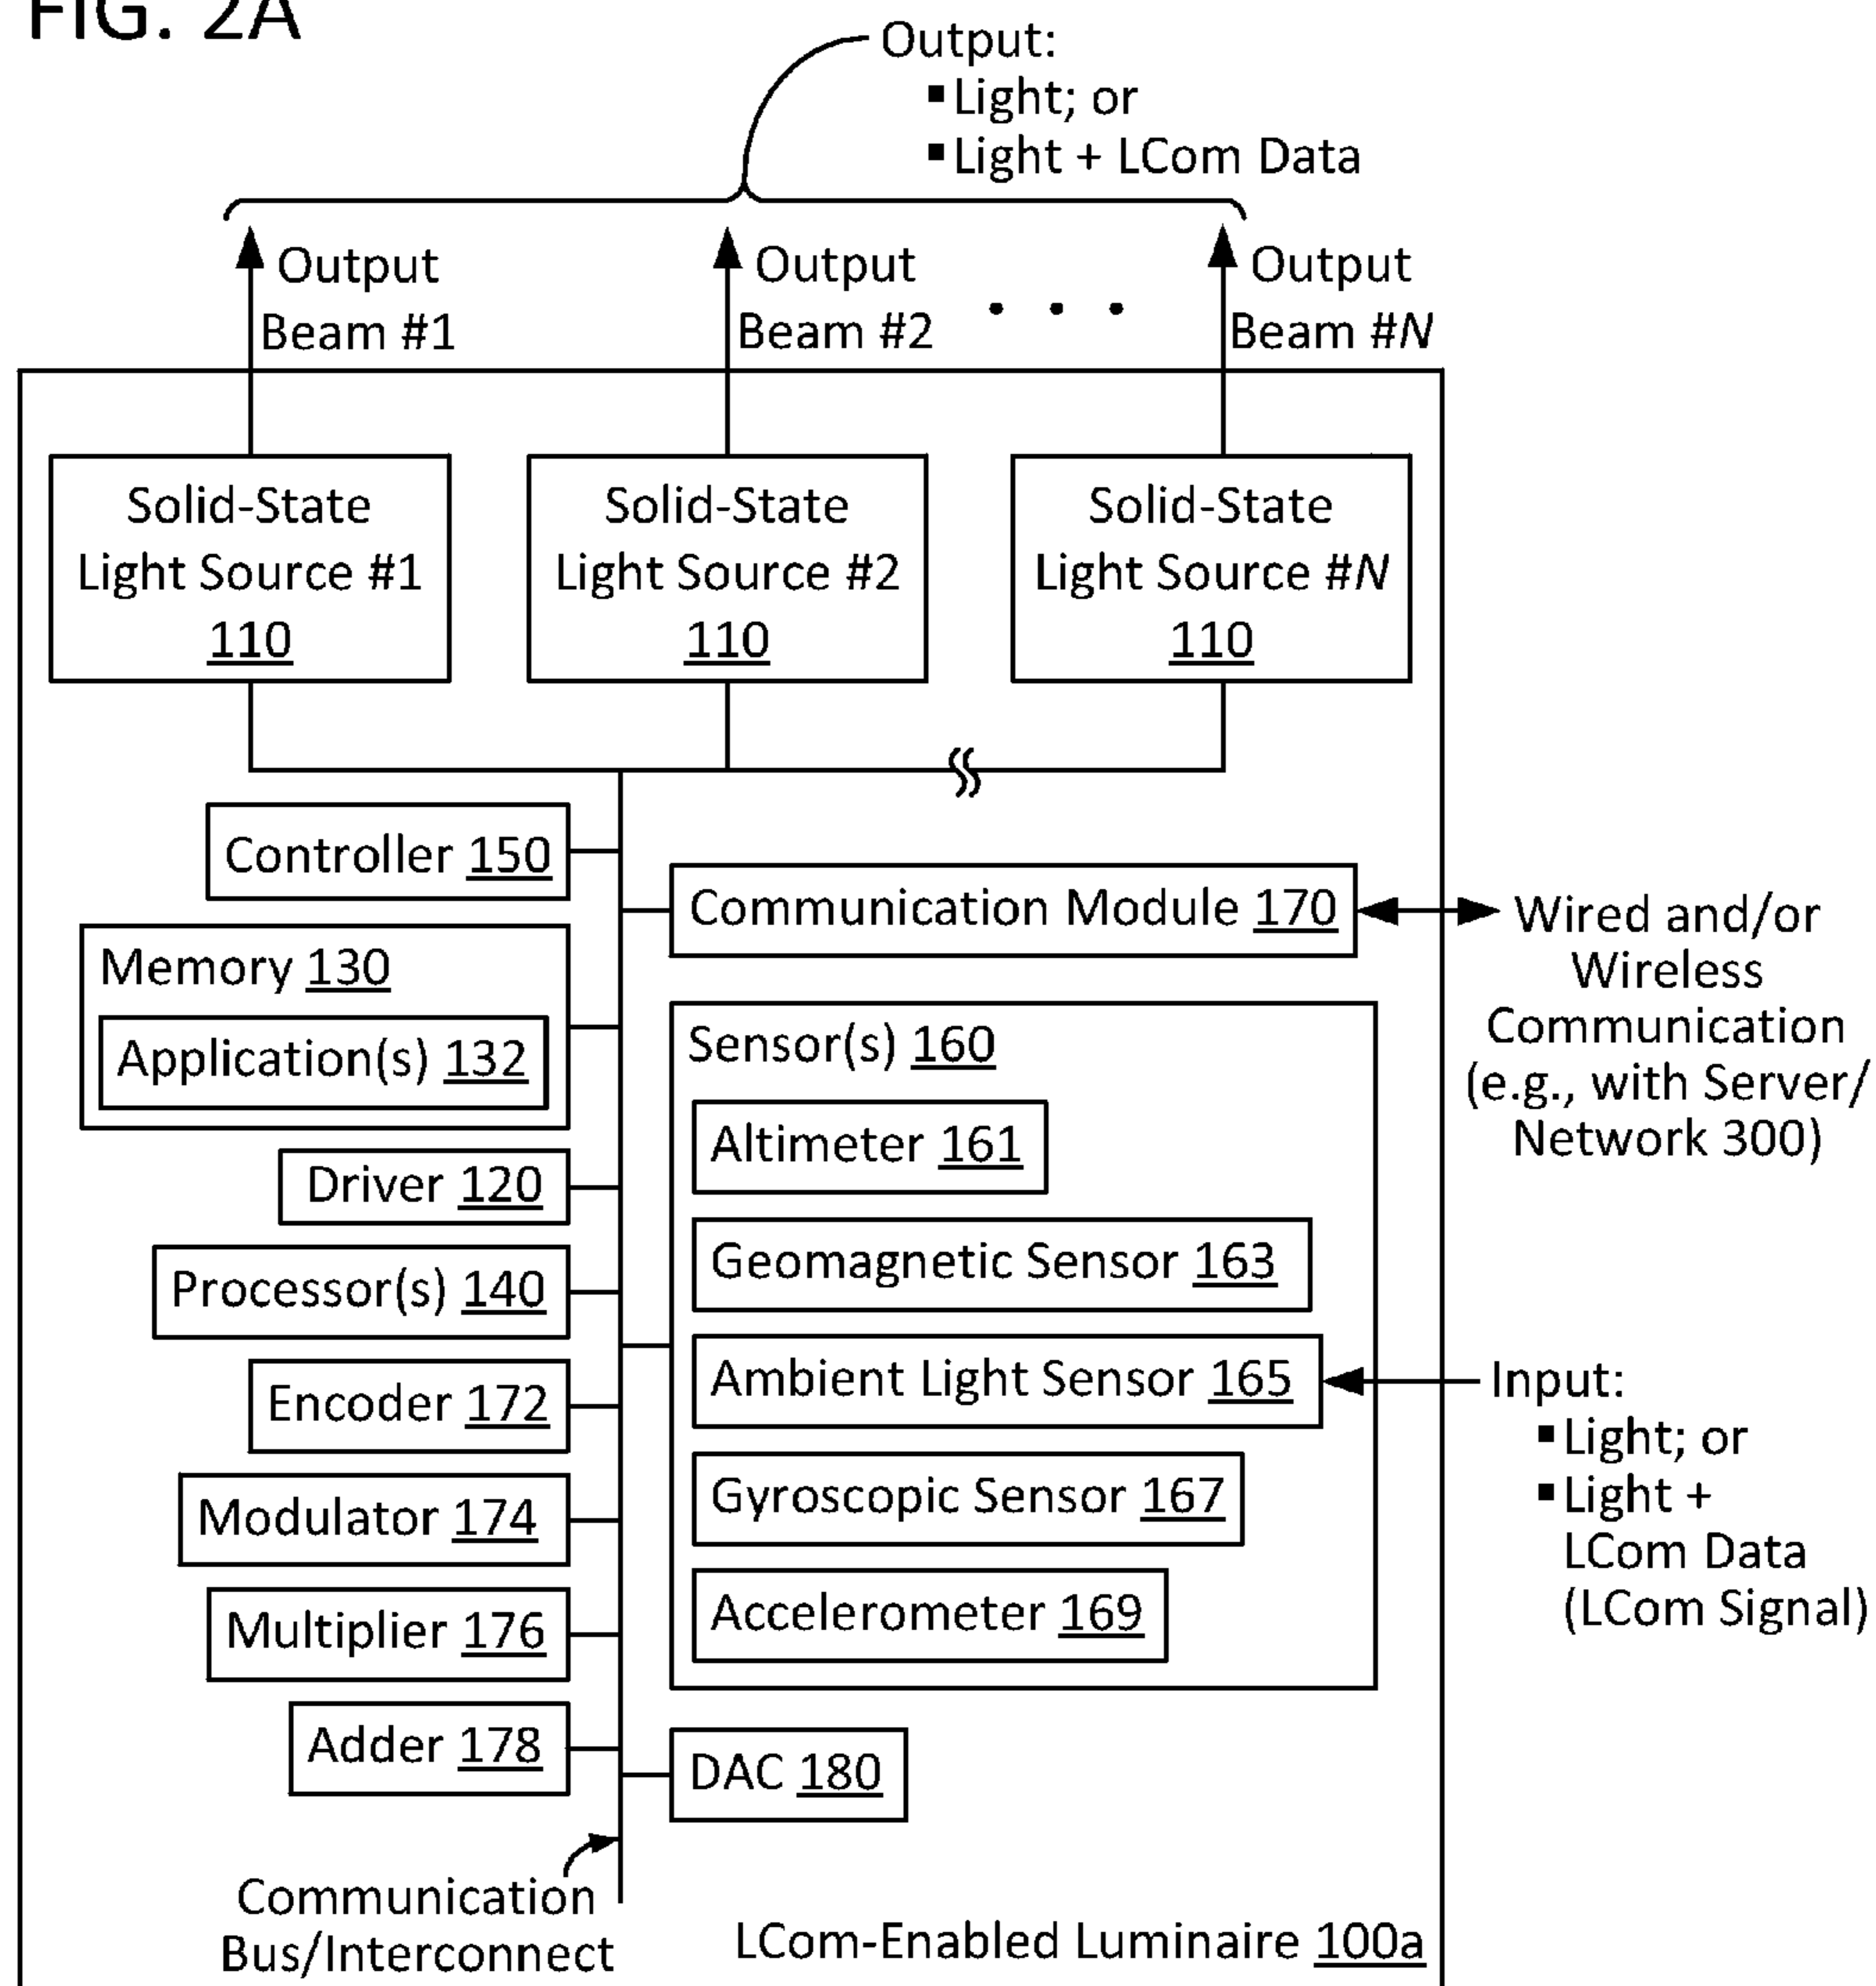 FIG. 2A
Output:
▪ Light; or
▪ Light + LCom Data
Output
Beam #1
Output
Beam #2
• • •
Output
Beam #N
Solid-State
Light Source #1
110
Solid-State
Light Source #2
110
Solid-State
Light Source #N
110
Controller 150
Communication Module 170
Wired and/or
Wireless
Communication
(e.g., with Server/
Network 300)
Memory 130
Application(s) 132
Driver 120
Processor(s) 140
Encoder 172
Modulator 174
Multiplier 176
Adder 178
Sensor(s) 160
Altimeter 161
Geomagnetic Sensor 163
Ambient Light Sensor 165
Gyroscopic Sensor 167
Accelerometer 169
Input:
▪ Light; or
▪ Light +
LCom Data
(LCom Signal)
DAC 180
Communication
Bus/Interconnect
LCom-Enabled Luminaire 100a